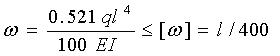 ω = 0.521 ql⁴ / 100 EI ≤ [ω] = l / 400